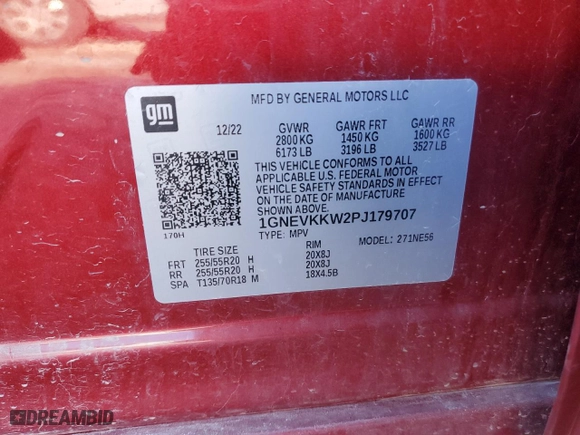 MFD BY GENERAL MOTORS LLC
gm
12/22 GVWR GAWR FRT GAWR RR
2800 KG 1450 KG 1600 KG
6173 LB 3196 LB 3527 LB
THIS VEHICLE CONFORMS TO ALL
APPLICABLE U.S. FEDERAL MOTOR
VEHICLE SAFETY STANDARDS IN EFFECT
ON THE DATE OF MANUFACTURE
SHOWN ABOVE.
1GNEVKKW2PJ179707
170H TYPE: MPV MODEL: 271NE56
TIRE SIZE RIM
FRT 255/55R20 H 20X8J
RR 255/55R20 H 20X8J
SPA T135/70R18 M 18X4.5B
DREAMBID